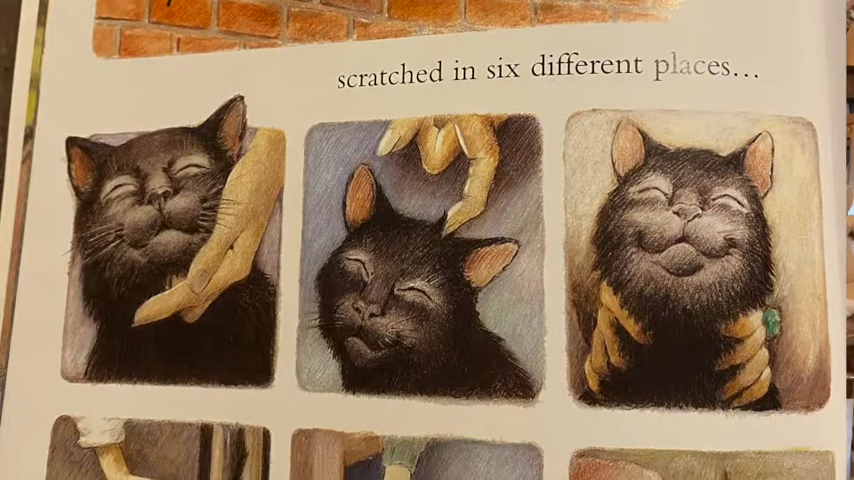 scratched in six different places…